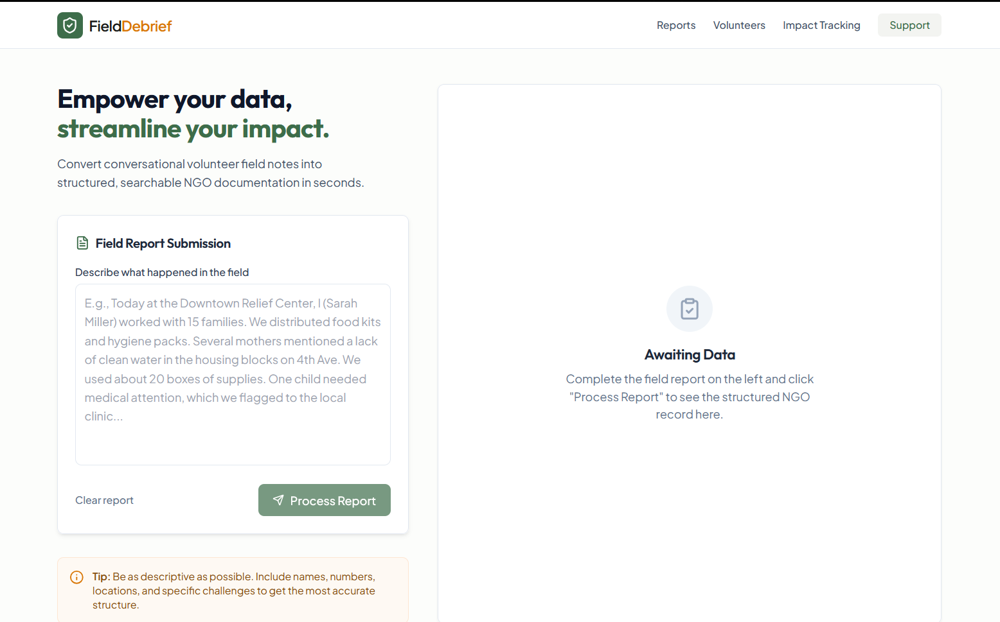 FieldDebrief
Reports
Volunteers
Impact Tracking
Support
Empower your data,
streamline your impact.
Convert conversational volunteer field notes into
structured, searchable NGO documentation in seconds.
Field Report Submission
Describe what happened in the field
E.g., Today at the Downtown Relief Center, I (Sarah
Miller) worked with 15 families. We distributed food kits
and hygiene packs. Several mothers mentioned a lack
of clean water in the housing blocks on 4th Ave. We
used about 20 boxes of supplies. One child needed
medical attention, which we flagged to the local
clinic...
Clear report
Process Report
Tip: Be as descriptive as possible. Include names, numbers,
locations, and specific challenges to get the most accurate
structure.
Awaiting Data
Complete the field report on the left and click
"Process Report" to see the structured NGO
record here.